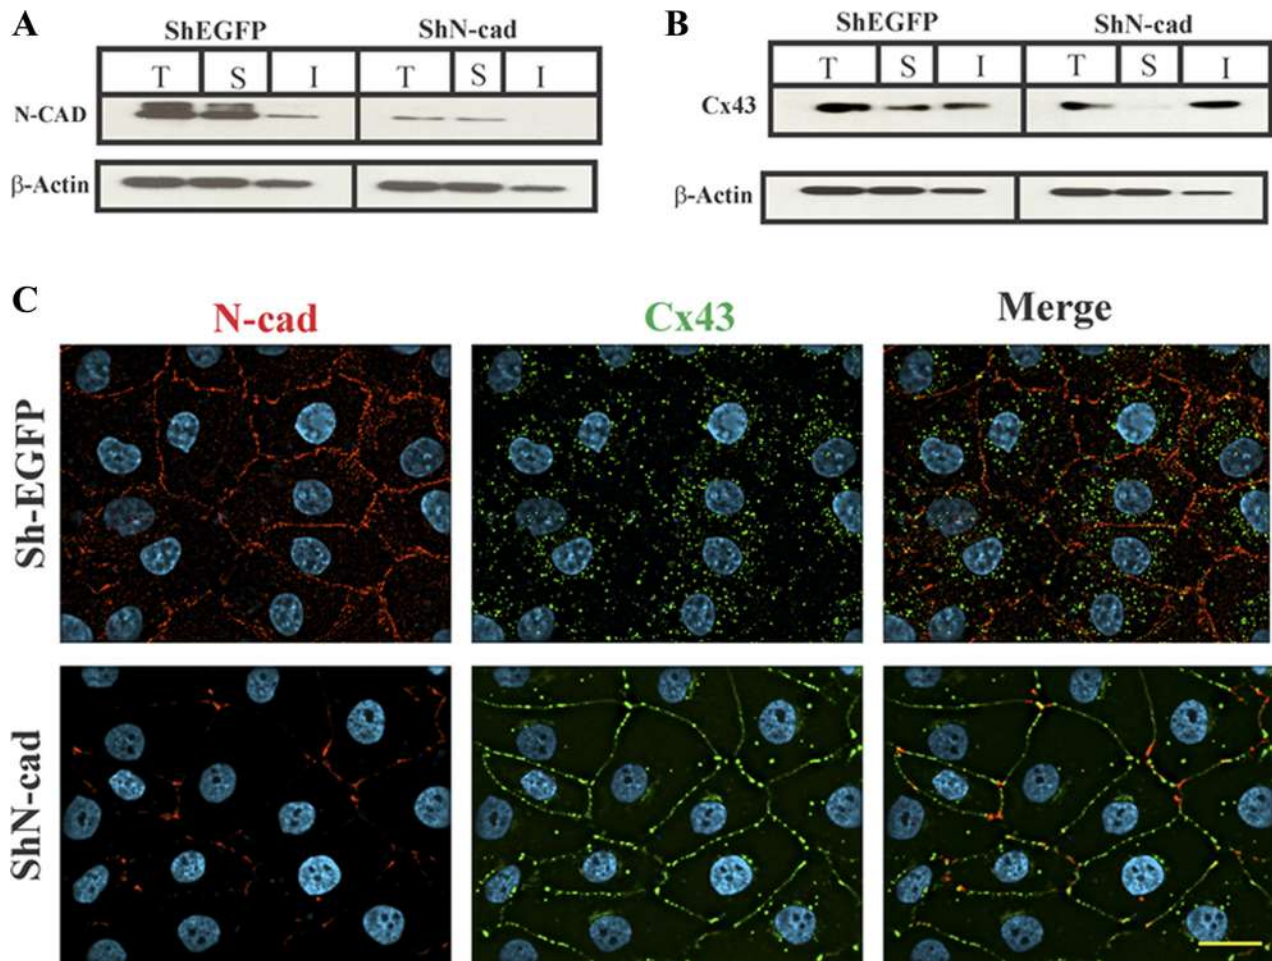 A
ShEGFP ShN-cad
T S I T S I
N-CAD
β-Actin
B
ShEGFP ShN-cad
T S I T S I
Cx43
β-Actin
C
N-cad Cx43 Merge
Sh-EGFP
ShN-cad